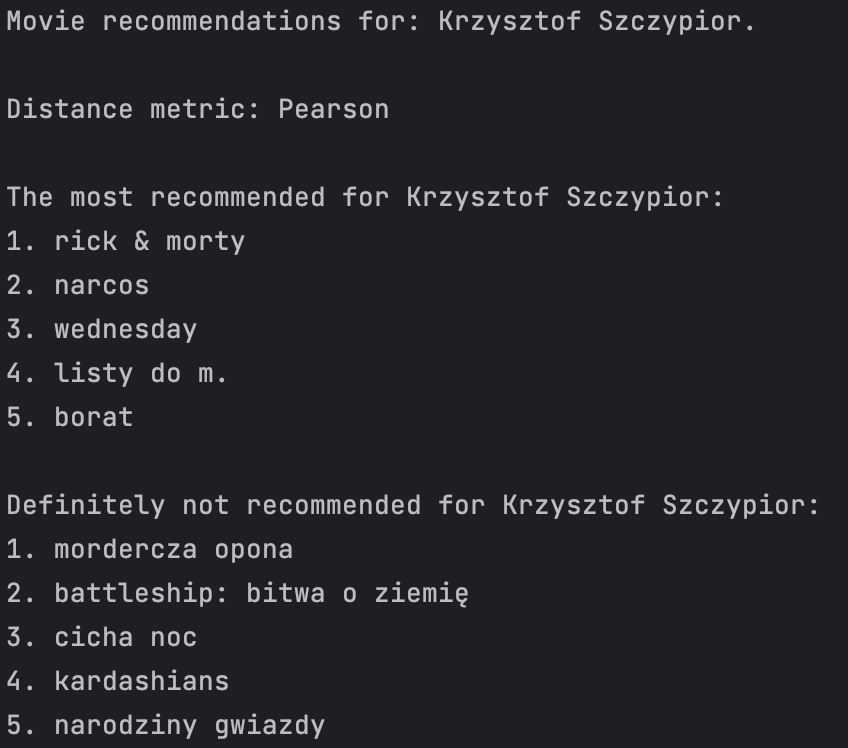 Movie recommendations for: Krzysztof Szczypior.
Distance metric: Pearson
The most recommended for Krzysztof Szczypior:
1. rick & morty
2. narcos
3. wednesday
4. listy do m.
5. borat
Definitely not recommended for Krzysztof Szczypior:
1. mordercza opona
2. battleship: bitwa o ziemię
3. cicha noc
4. kardashians
5. narodziny gwiazdy